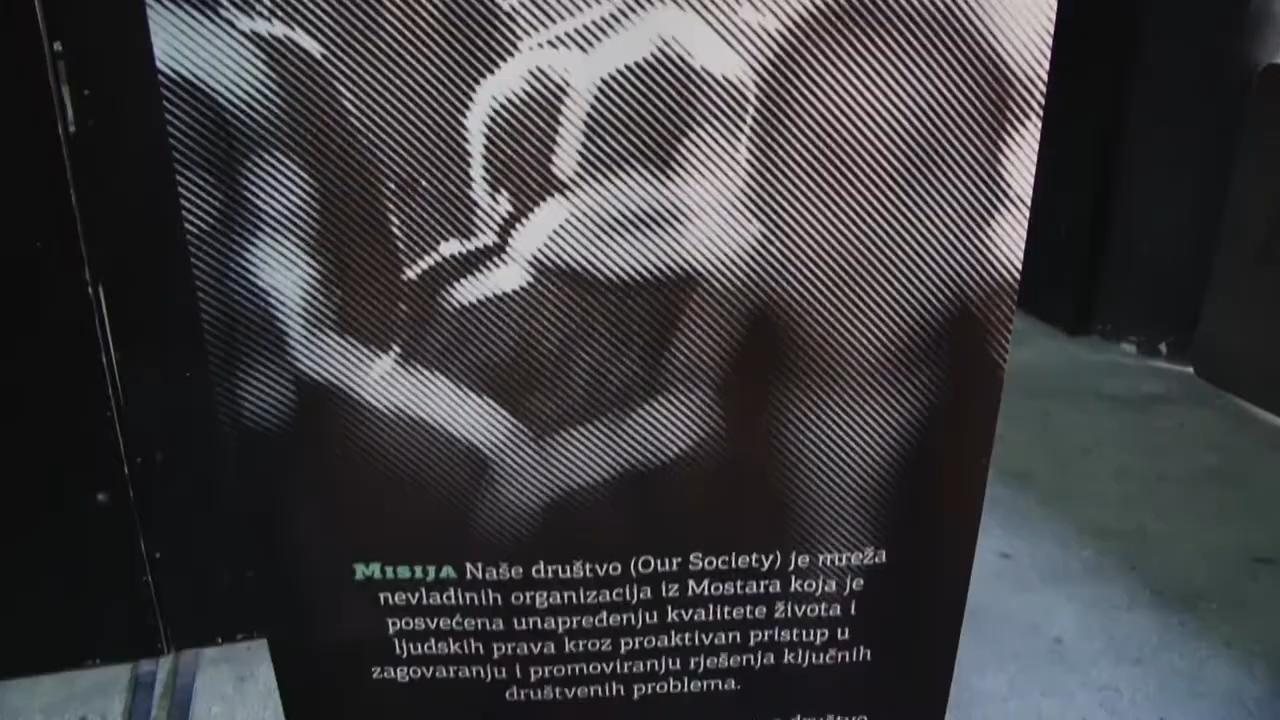 MISIJA Naše društvo (Our Society) je mreža
nevladinih organizacija iz Mostara koja je
posvećena unapređenju kvalitete života i
ljudskih prava kroz proaktivan pristup u
zagovaranju i promoviranju rješenja ključnih
društvenih problema.
društvo